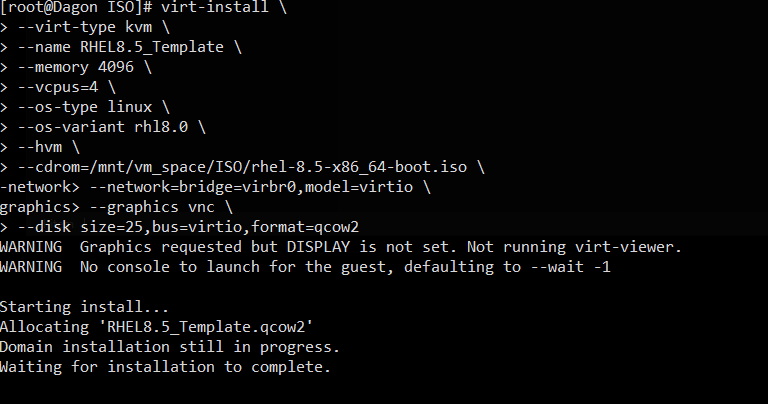 [root@Dagon ISO]# virt-install \
> --virt-type kvm \
> --name RHEL8.5_Template \
> --memory 4096 \
> --vcpus=4 \
> --os-type linux \
> --os-variant rhl8.0 \
> --hvm \
> --cdrom=/mnt/vm_space/ISO/rhel-8.5-x86_64-boot.iso \
-network> --network=bridge=virbr0,model=virtio \
graphics> --graphics vnc \
> --disk size=25,bus=virtio,format=qcow2
WARNING  Graphics requested but DISPLAY is not set. Not running virt-viewer.
WARNING  No console to launch for the guest, defaulting to --wait -1

Starting install...
Allocating 'RHEL8.5_Template.qcow2'
Domain installation still in progress.
Waiting for installation to complete.